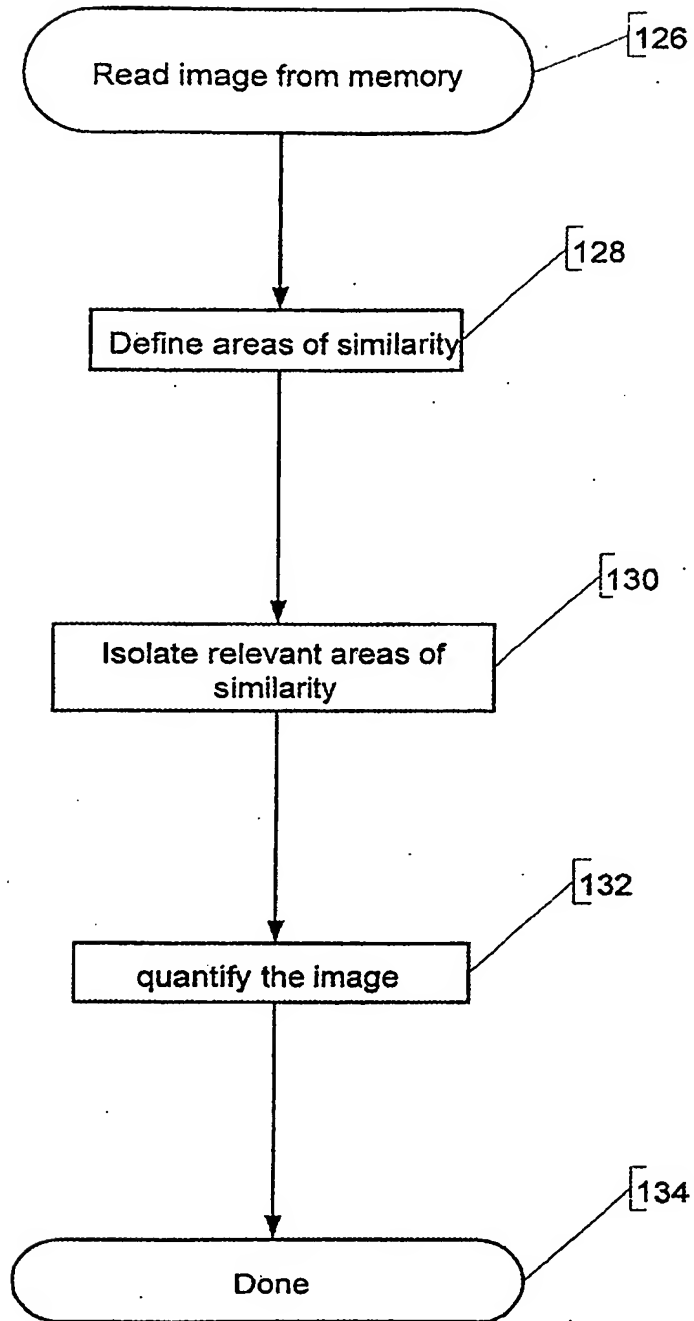 Read image from memory
126
128
Define areas of similarity
130
Isolate relevant areas of
similarity
132
quantify the image
134
Done